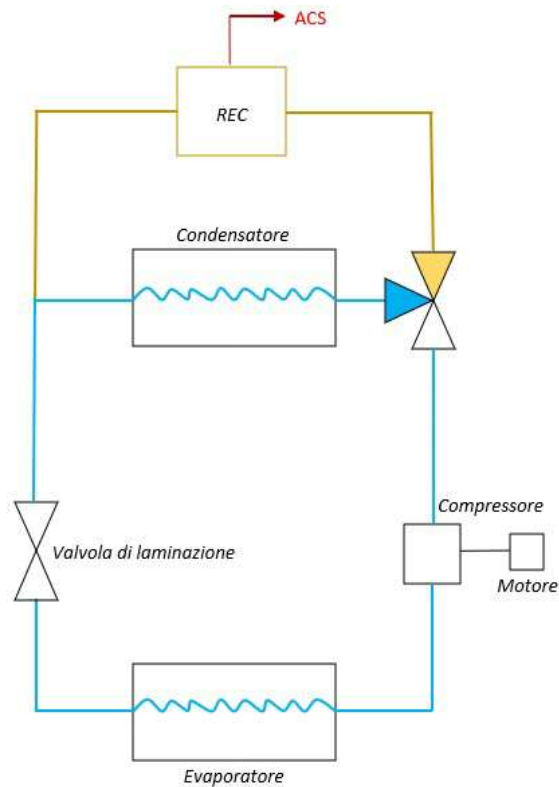 ACS
REC
Condensatore
Compressore
Valvola di laminazione
Motore
Evaporatore